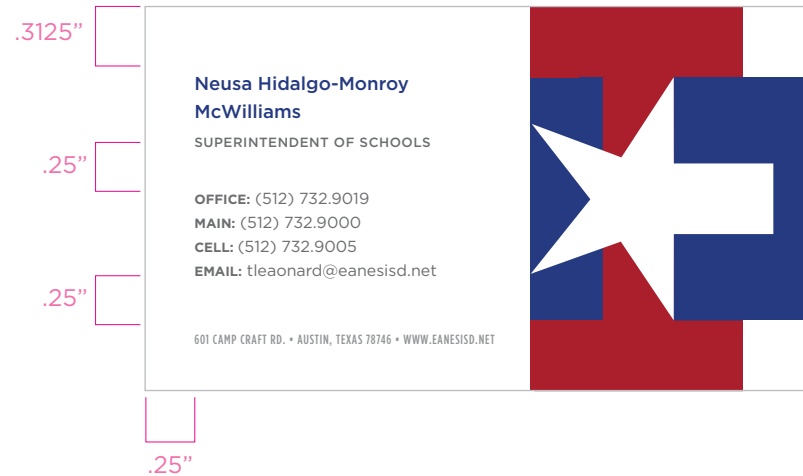 .3125”
Neusa Hidalgo-Monroy
McWilliams
SUPERINTENDENT OF SCHOOLS
.25”
OFFICE: (512) 732.9019
MAIN: (512) 732.9000
CELL: (512) 732.9005
EMAIL: tleaonard@eanesisd.net
.25”
601 CAMP CRAFT RD. • AUSTIN, TEXAS 78746 • WWW.EANESISD.NET
.25”